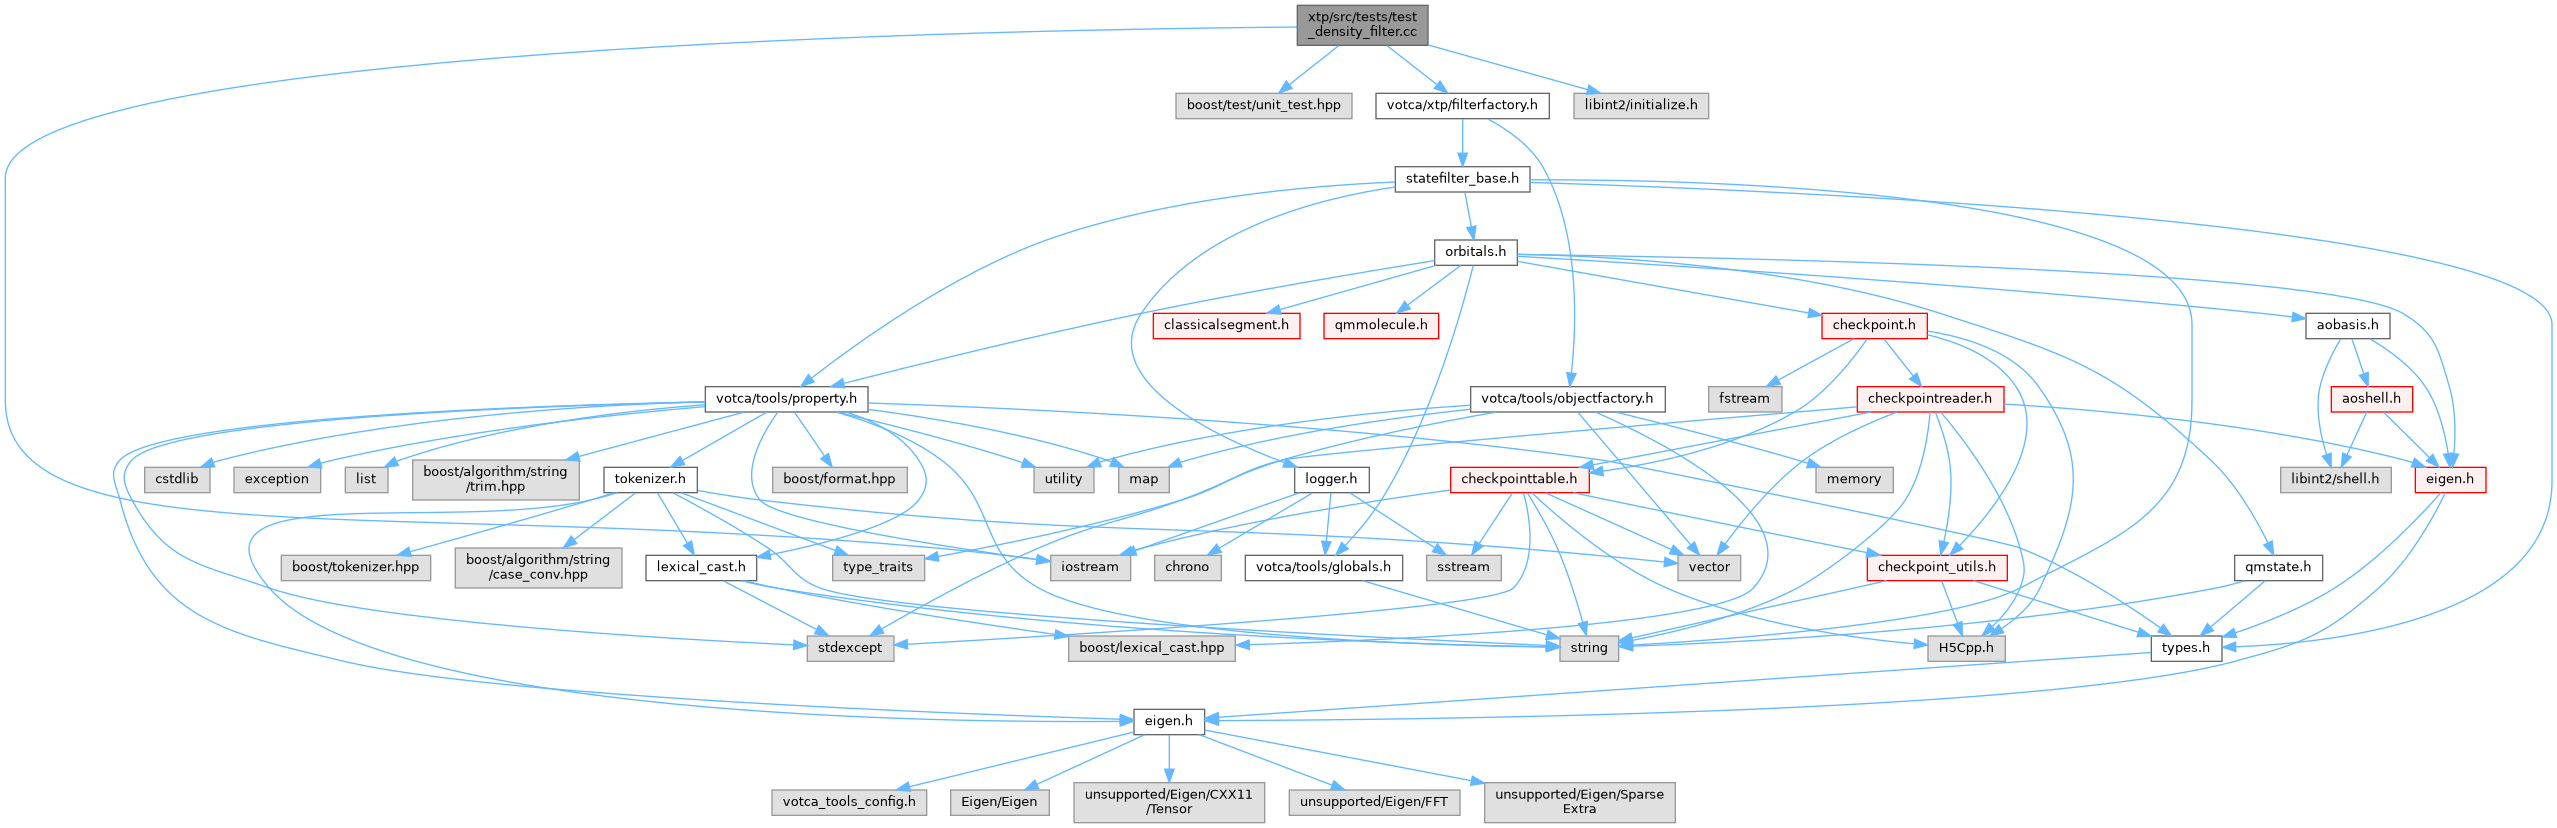 xtp/src/tests/test
_density_filter.cc
boost/test/unit_test.hpp
votca/xtp/filterfactory.h
libint2/initialize.h
statefilter_base.h
orbitals.h
classicalsegment.h
qmmolecule.h
checkpoint.h
aobasis.h
votca/tools/property.h
votca/tools/objectfactory.h
fstream
checkpointreader.h
aoshell.h
cstdlib
exception
list
boost/algorithm/string
/trim.hpp
tokenizer.h
boost/format.hpp
utility
map
logger.h
checkpointtable.h
memory
libint2/shell.h
eigen.h
boost/tokenizer.hpp
boost/algorithm/string
/case_conv.hpp
lexical_cast.h
type_traits
iostream
chrono
votca/tools/globals.h
sstream
vector
checkpoint_utils.h
qmstate.h
stdexcept
boost/lexical_cast.hpp
string
H5Cpp.h
types.h
eigen.h
votca_tools_config.h
Eigen/Eigen
unsupported/Eigen/CXX11
/Tensor
unsupported/Eigen/FFT
unsupported/Eigen/Sparse
Extra